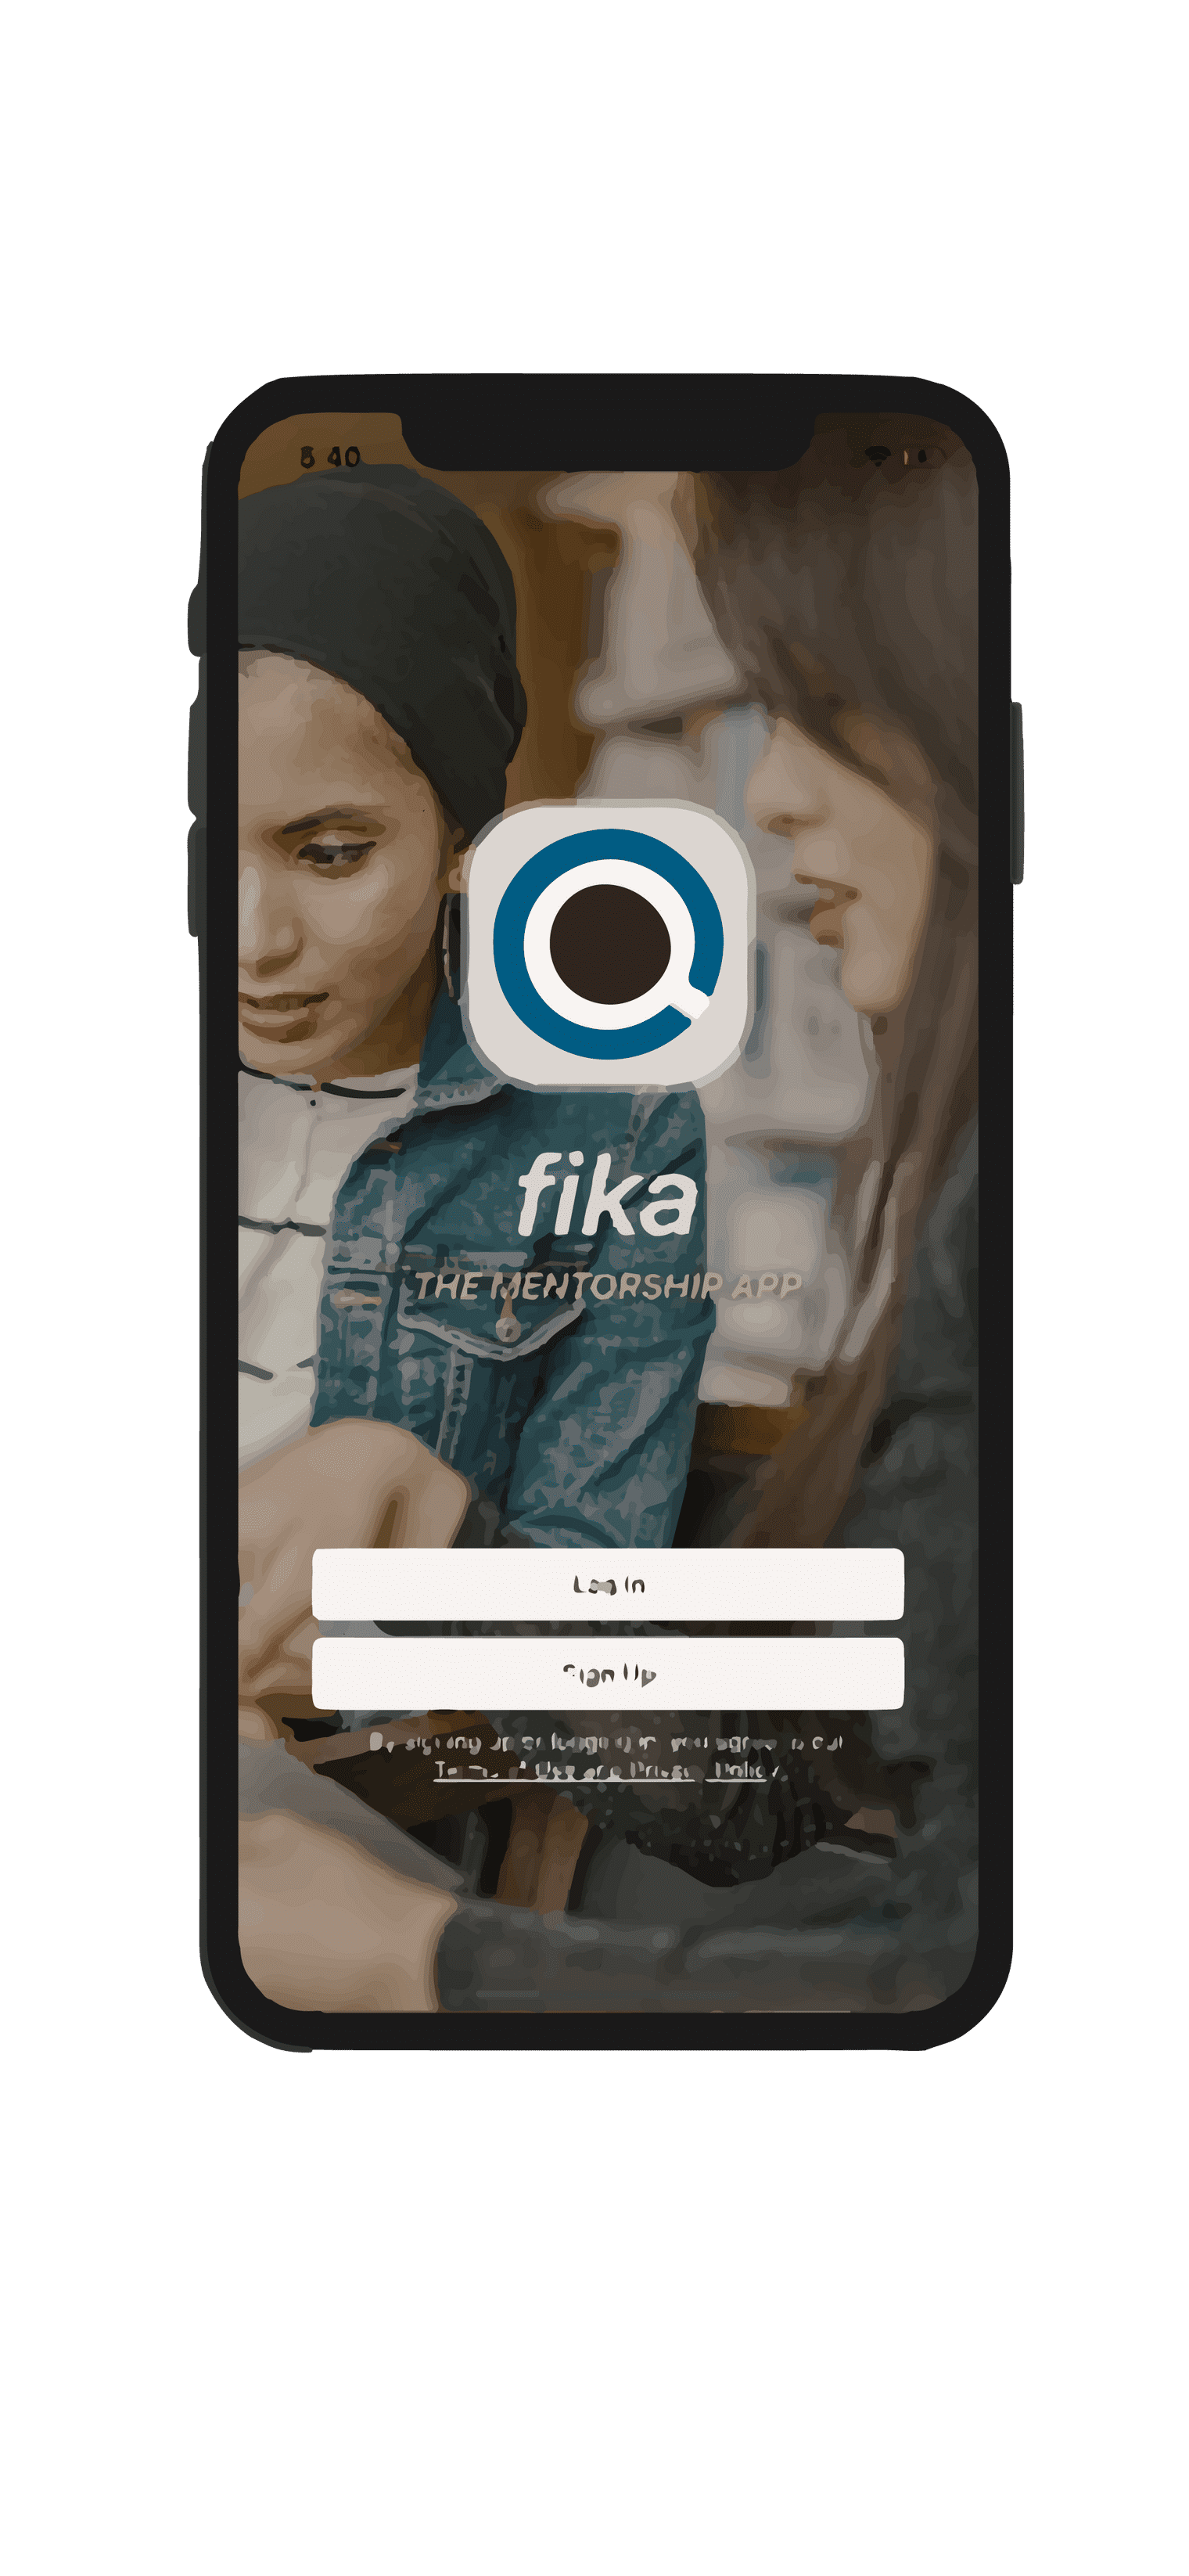 40
fika
THE MENTORSHIP APP
Log In
Sign Up
By signing up or logging in, you agree to our
Terms of Use and Privacy Policy